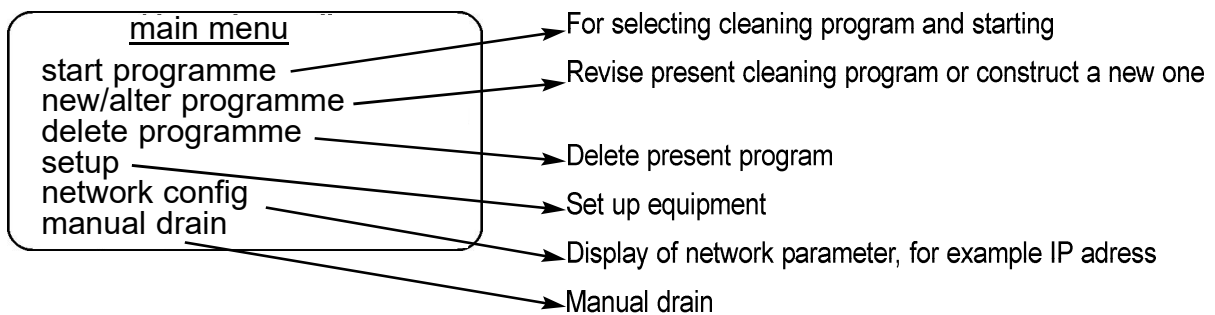 main menu
start programme
new/alter programme
delete programme
setup
network config
manual drain
For selecting cleaning program and starting
Revise present cleaning program or construct a new one
Delete present program
Set up equipment
Display of network parameter, for example IP adress
Manual drain